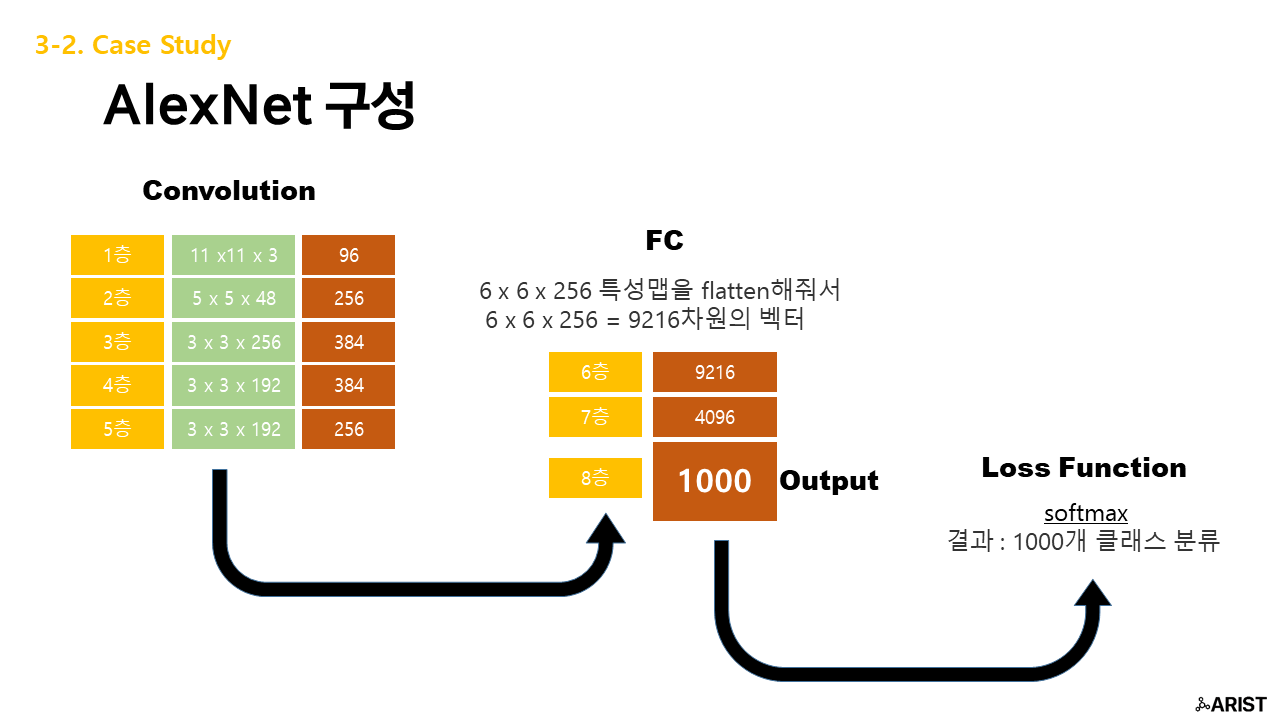 3-2. Case Study
AlexNet 구성
Convolution
1층 11 x11 x 3 96
2층 5 x 5 x 48 256
3층 3 x 3 x 256 384
4층 3 x 3 x 192 384
5층 3 x 3 x 192 256
FC
6 x 6 x 256 특성맵을 flatten해줘서
6 x 6 x 256 = 9216차원의 벡터
6층 9216
7층 4096
8층 1000 Output
Loss Function
softmax
결과 : 1000개 클래스 분류
ARIST